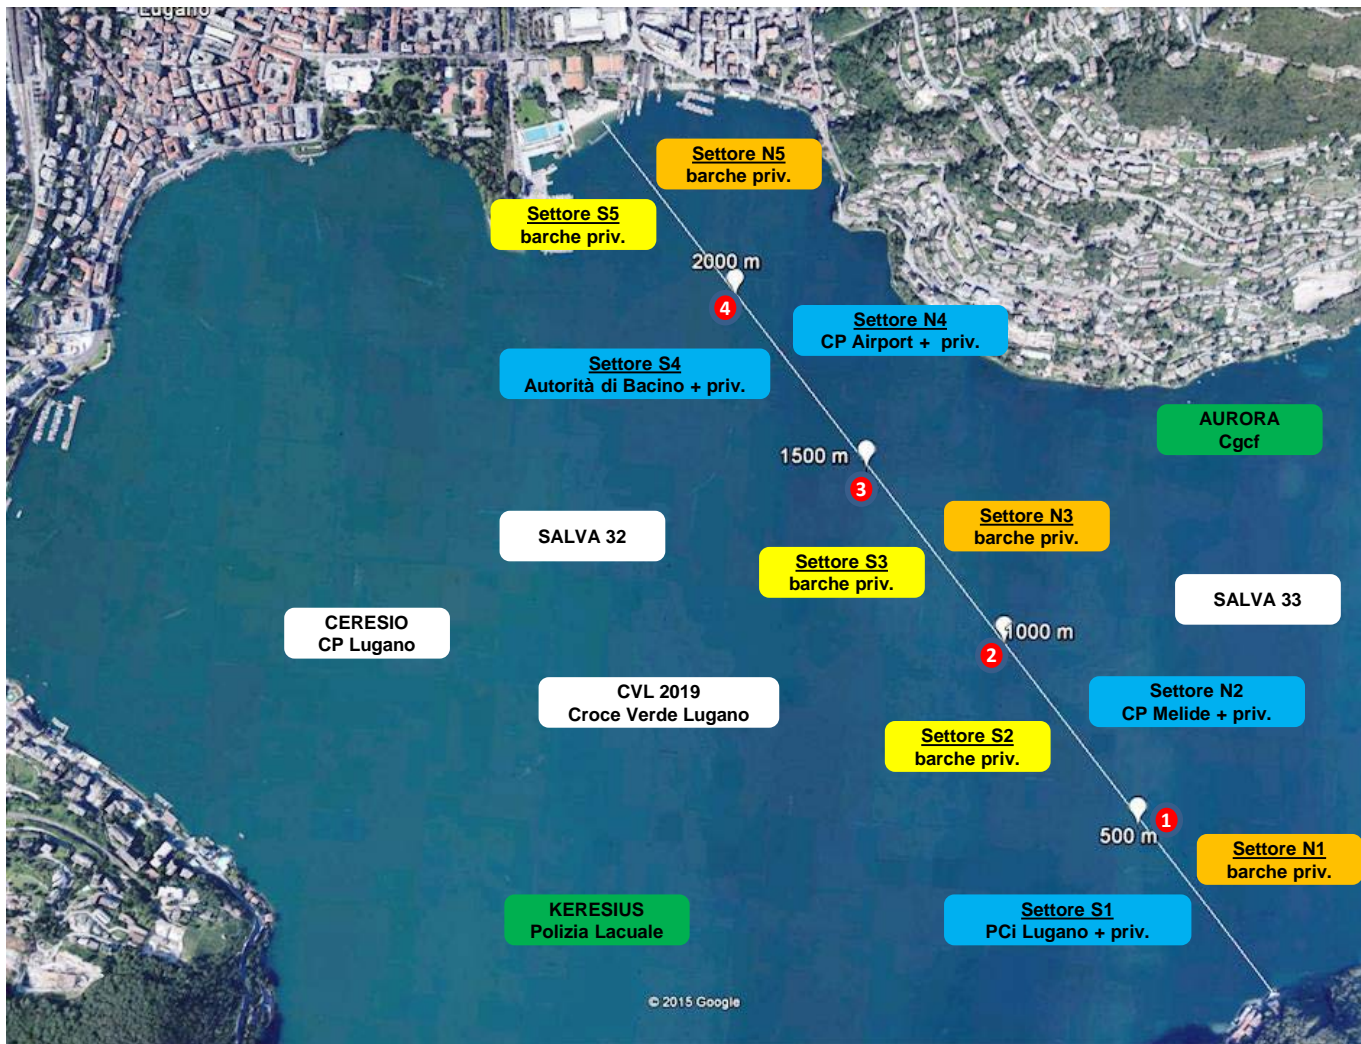 Lugano
Settore N5
barche priv.
Settore S5
barche priv.
2000 m
4
Settore N4
CP Airport + priv.
Settore S4
Autorità di Bacino + priv.
AURORA
Cgcf
1500 m
3
Settore N3
barche priv.
SALVA 32
Settore S3
barche priv.
SALVA 33
CERESIO
CP Lugano
1000 m
2
CVL 2019
Croce Verde Lugano
Settore N2
CP Melide + priv.
Settore S2
barche priv.
1
500 m
Settore N1
barche priv.
KERESIUS
Polizia Lacuale
Settore S1
PCi Lugano + priv.
© 2015 Google